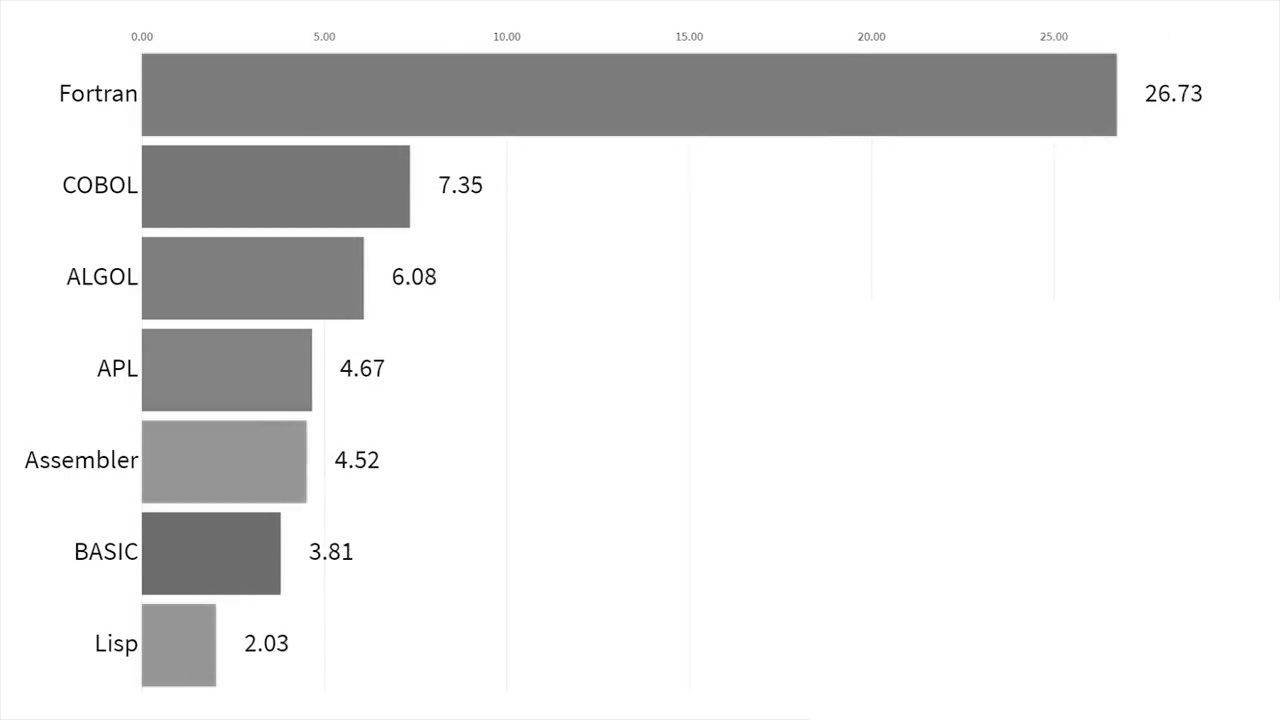 0.00 5.00 10.00 15.00 20.00 25.00
Fortran 26.73
COBOL 7.35
ALGOL 6.08
APL 4.67
Assembler 4.52
BASIC 3.81
Lisp 2.03